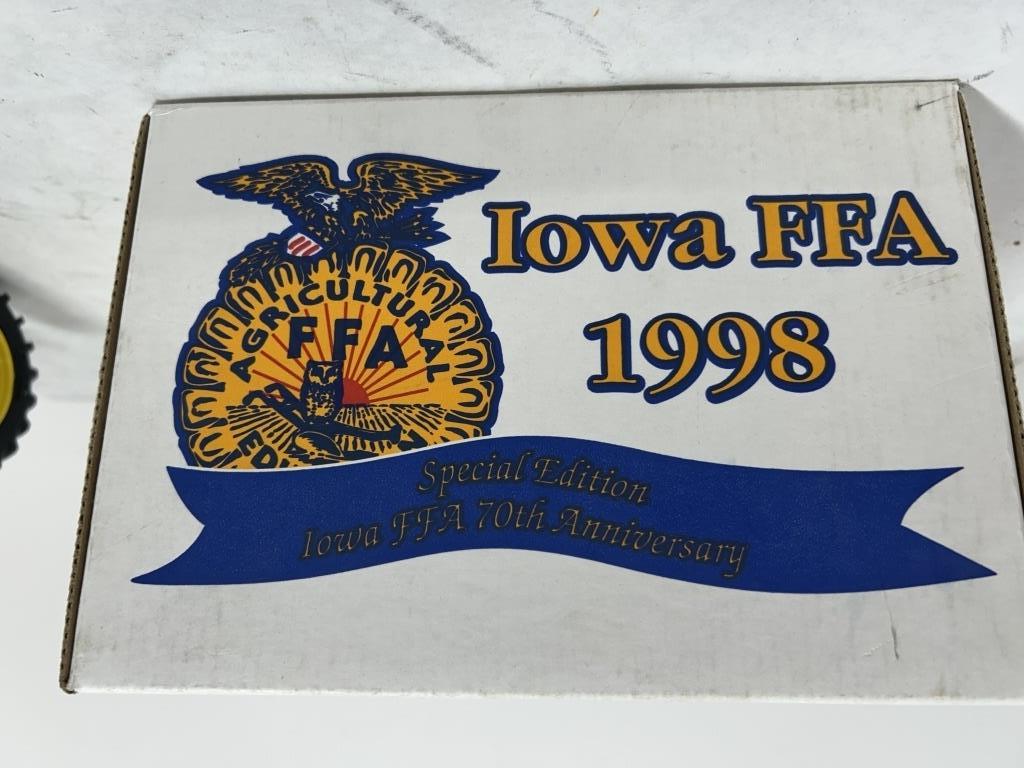 Iowa FFA
1998
AGRICULTURAL
FFA
Special Edition
Iowa FFA 70th Anniversary